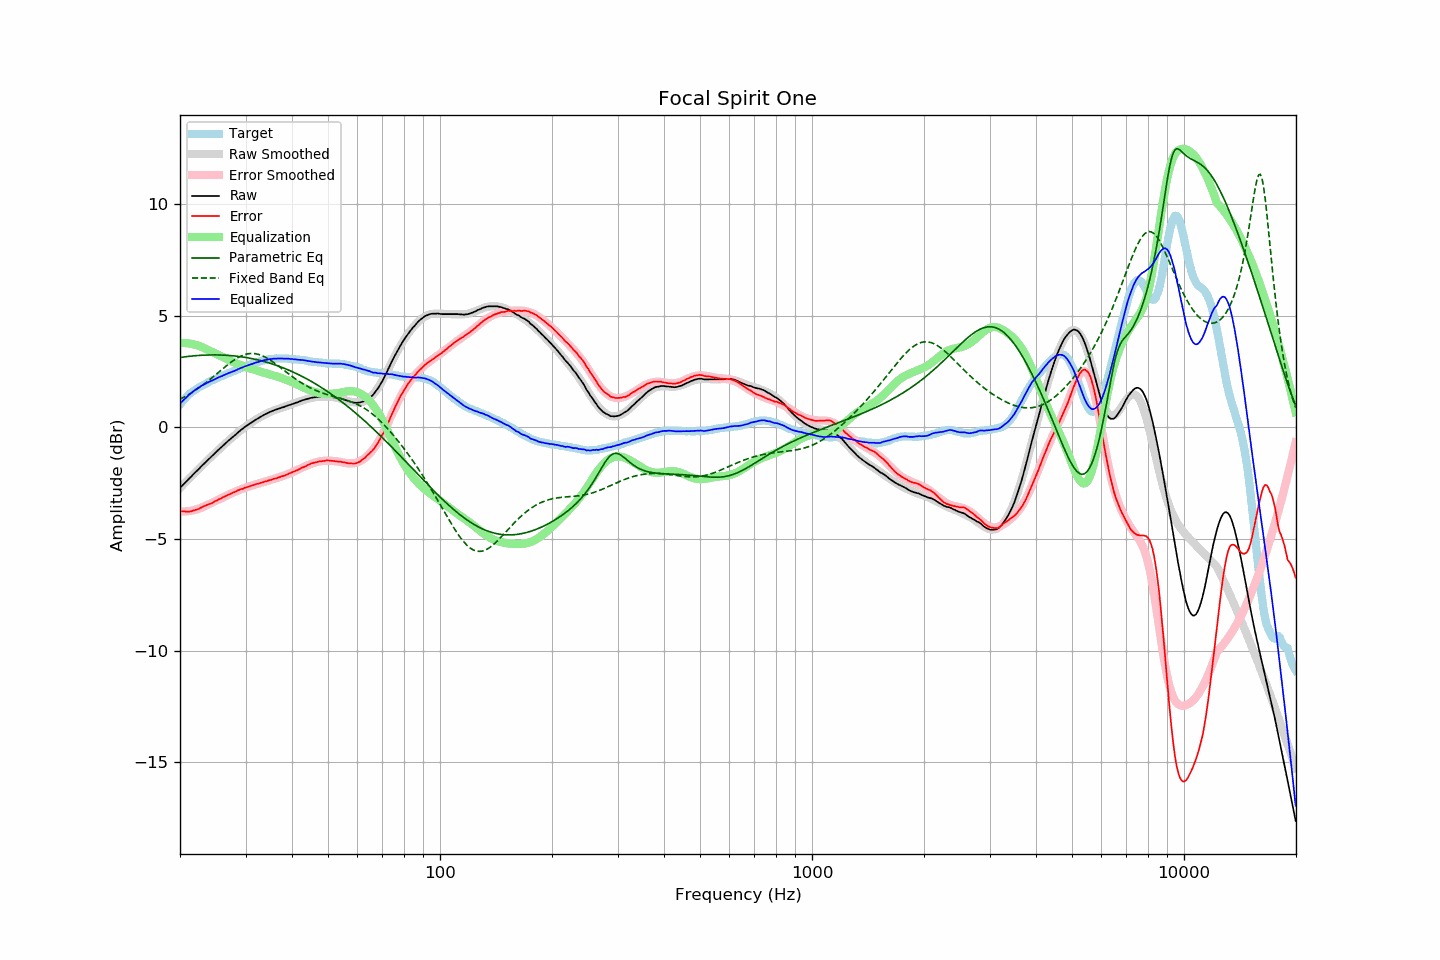 Focal Spirit One
Target
Raw Smoothed
Error Smoothed
Raw
Error
Equalization
Parametric Eq
Fixed Band Eq
Equalized
10
5
0
−5
−10
−15
Amplitude (dBr)
100
1000
10000
Frequency (Hz)